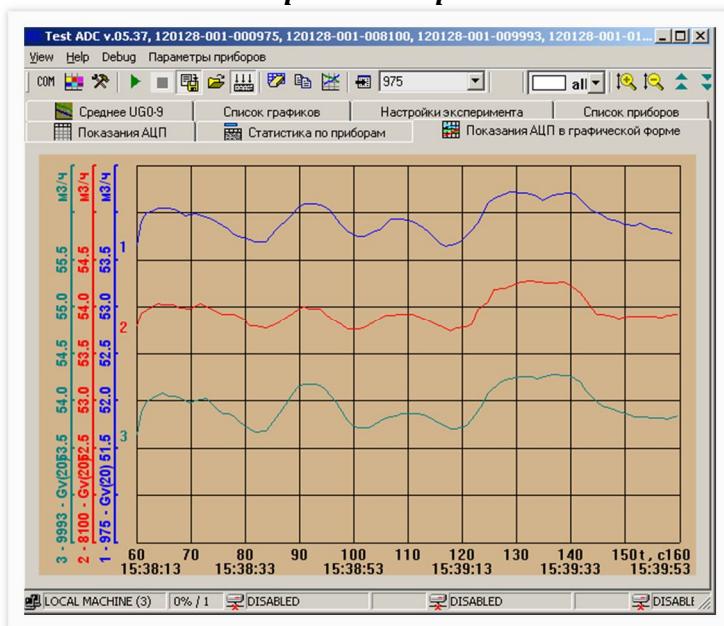 Test ADC v.05.37, 120128-001-000975, 120128-001-008100, 120128-001-009993, 120128-001-01...
View Help Debug Параметры приборов
COM 975 all
Среднее UG0-9 Список графиков Настройки эксперимента Список приборов
Показания АЦП Статистика по приборам Показания АЦП в графической форме
3 - 9993 - Gv(20) 53.5 54.0 54.5 55.0 55.5 м3/ч
2 - 8100 - Gv(20) 52.5 53.0 53.5 54.0 54.5 м3/ч
1 - 975 - Gv(20) 51.5 52.0 52.5 53.0 53.5 м3/ч
1
2
3
60 70 80 90 100 110 120 130 140 150 t, c 160
15:38:13 15:38:33 15:38:53 15:39:13 15:39:33 15:39:53
LOCAL MACHINE (3) 0% / 1 DISABLED DISABLED DISABLE